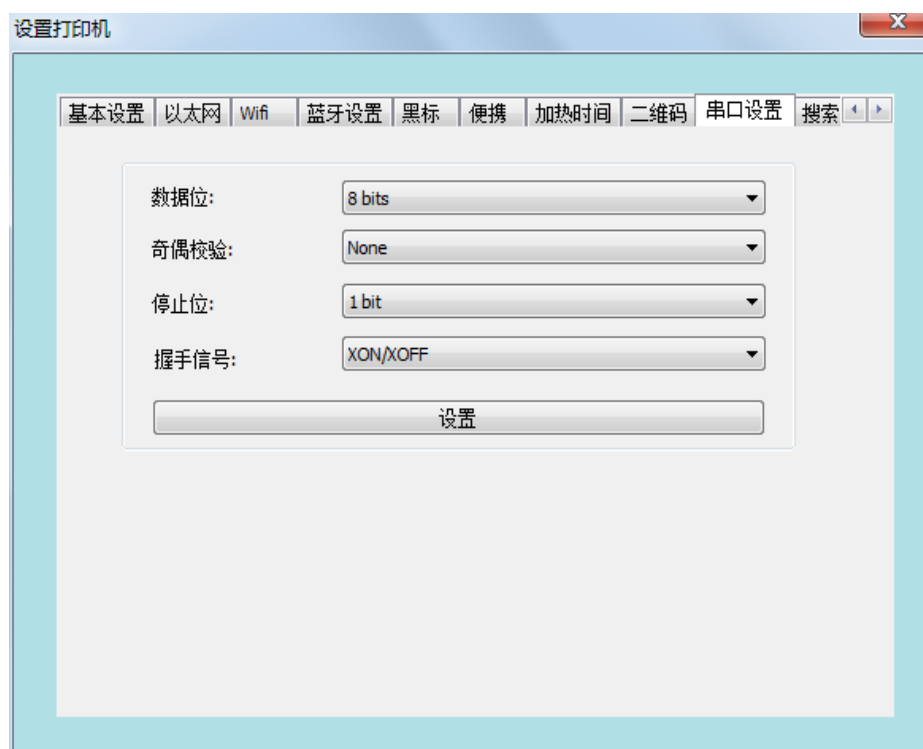 设置打印机
基本设置 以太网 Wifi 蓝牙设置 黑标 便携 加热时间 二维码 串口设置 搜索
数据位: 8 bits
奇偶校验: None
停止位: 1 bit
握手信号: XON/XOFF
设置